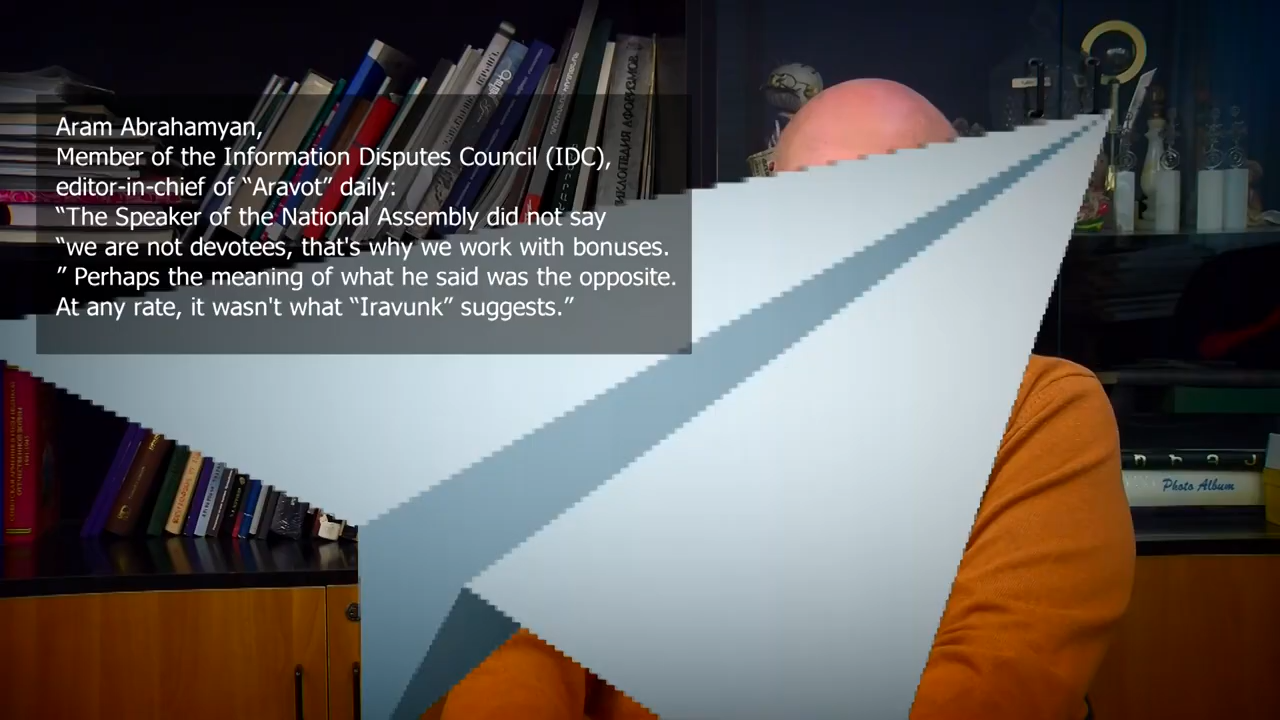 Aram Abrahamyan,
Member of the Information Disputes Council (IDC),
editor-in-chief of “Aravot” daily:
“The Speaker of the National Assembly did not say
“we are not devotees, that's why we work with bonuses.
” Perhaps the meaning of what he said was the opposite.
At any rate, it wasn't what “Iravunk” suggests.”
Photo Album